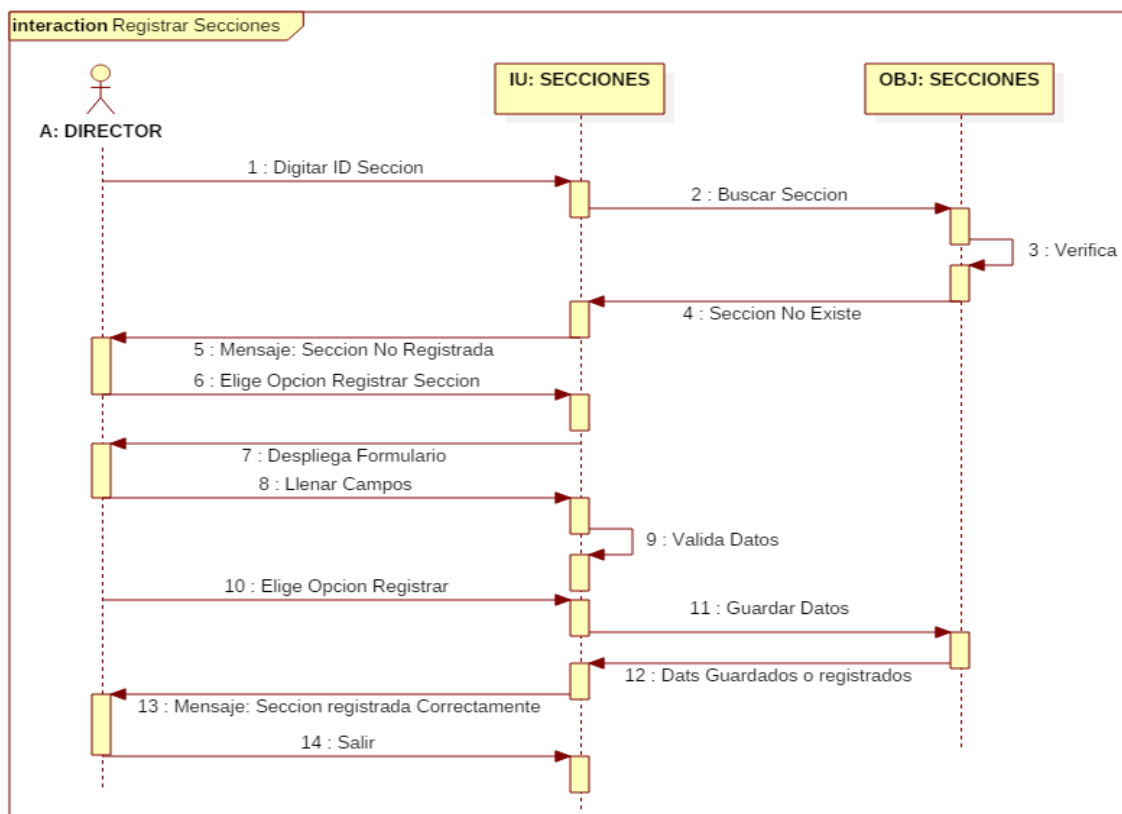 interaction Registrar Secciones
A: DIRECTOR
IU: SECCIONES
OBJ: SECCIONES
1 : Digitar ID Seccion
2 : Buscar Seccion
3 : Verifica
4 : Seccion No Existe
5 : Mensaje: Seccion No Registrada
6 : Elige Opcion Registrar Seccion
7 : Despliega Formulario
8 : Llenar Campos
9 : Valida Datos
10 : Elige Opcion Registrar
11 : Guardar Datos
12 : Dats Guardados o registrados
13 : Mensaje: Seccion registrada Correctamente
14 : Salir